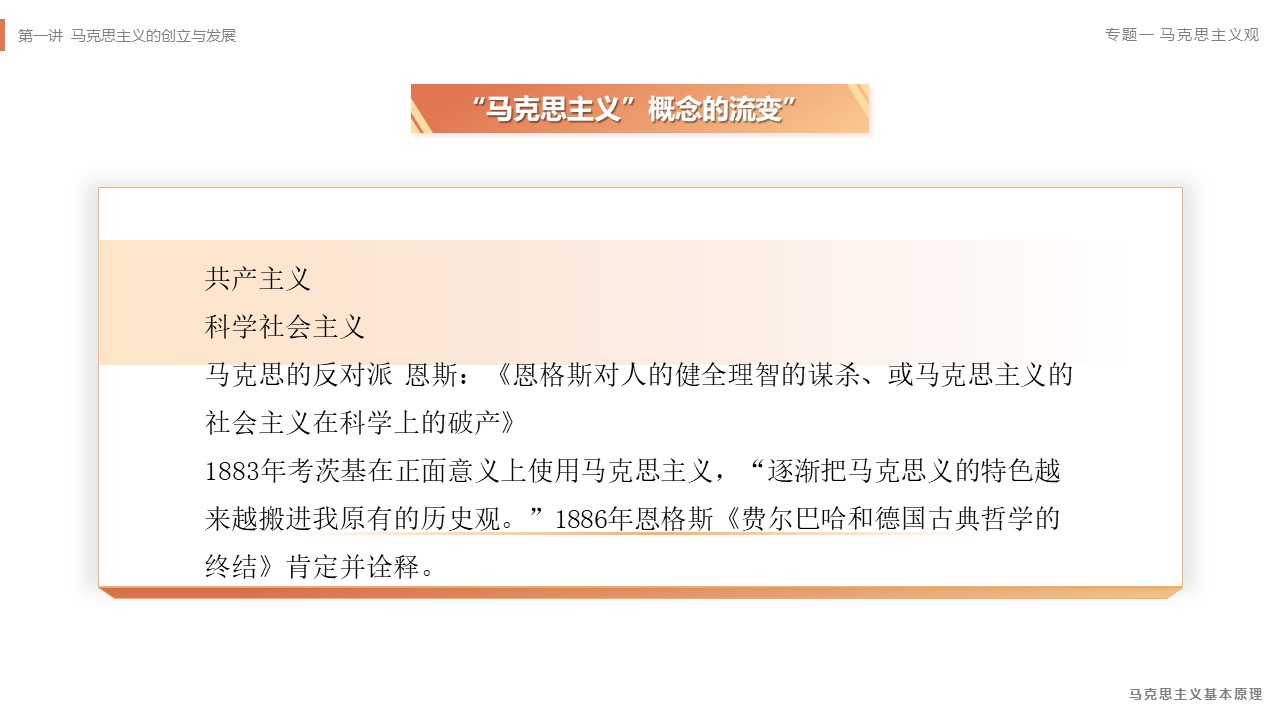 第一讲 马克思主义的创立与发展
专题一 马克思主义观
“马克思主义”概念的流变”
共产主义
科学社会主义
马克思的反对派 恩斯：《恩格斯对人的健全理智的谋杀、或马克思主义的
社会主义在科学上的破产》
1883年考茨基在正面意义上使用马克思主义，“逐渐把马克思义的特色越
来越搬进我原有的历史观。”1886年恩格斯《费尔巴哈和德国古典哲学的
终结》肯定并诠释。
马克思主义基本原理